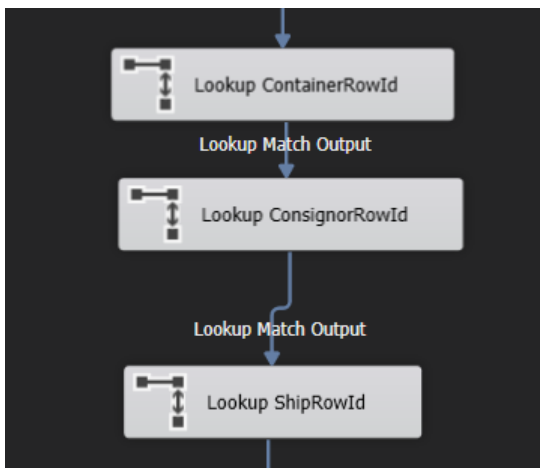 Lookup ContainerRowId
Lookup Match Output
Lookup ConsignorRowId
Lookup Match Output
Lookup ShipRowId